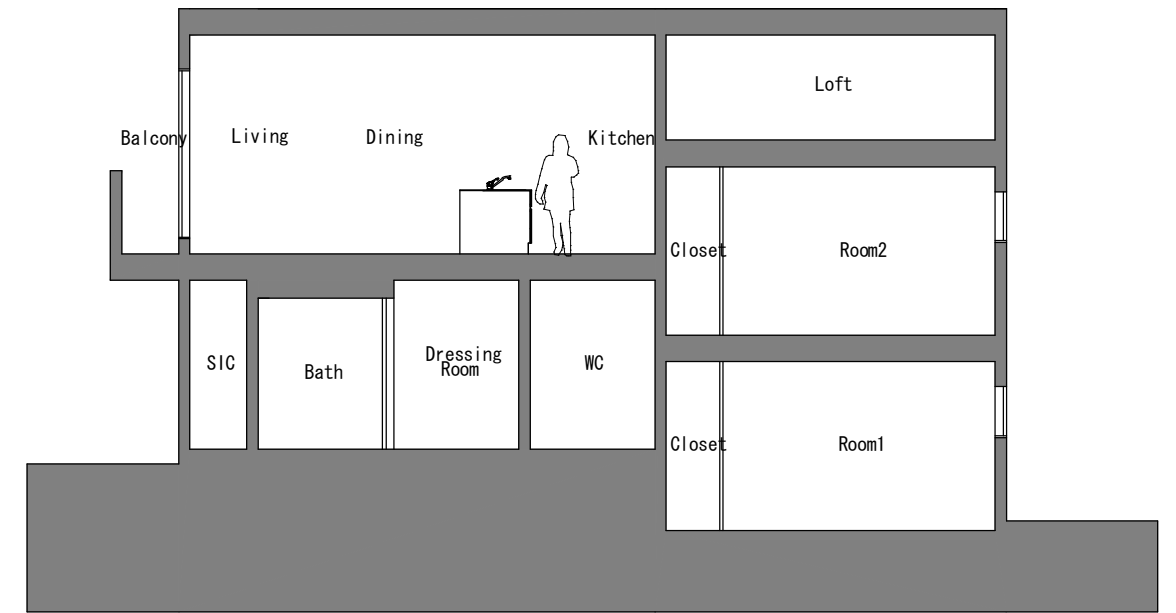 Loft
Balcony
Living
Dining
Kitchen
Closet
Room2
SIC
Bath
Dressing
Room
WC
Closet
Room1